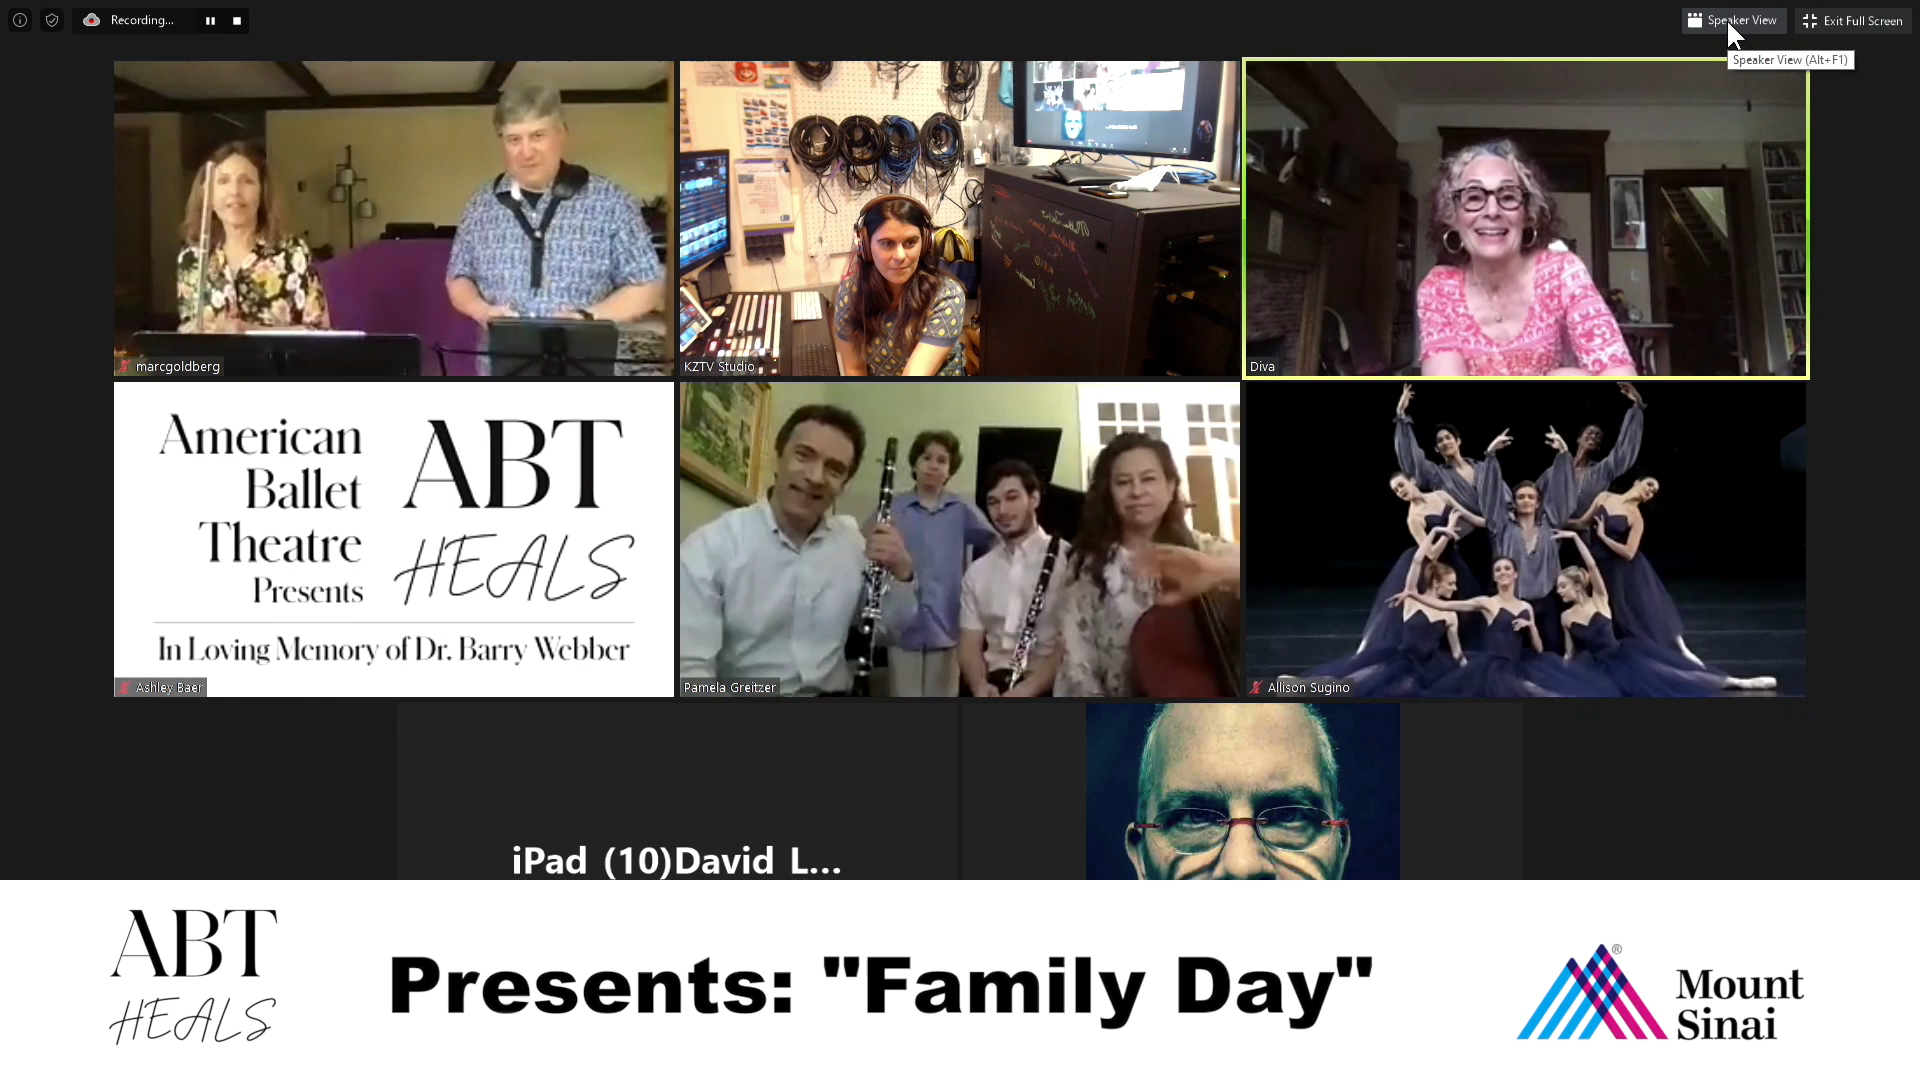 Recording...
Speaker View
Exit Full Screen
Speaker View (Alt+F1)
marcgoldberg
KZTV Studio
Diva
American
Ballet
Theatre
Presents
ABT
HEALS
In Loving Memory of Dr. Barry Webber
Ashley Baer
Pamela Greitzer
Allison Sugino
iPad (10)David L...
ABT
HEALS
Presents: "Family Day"
®
Mount
Sinai